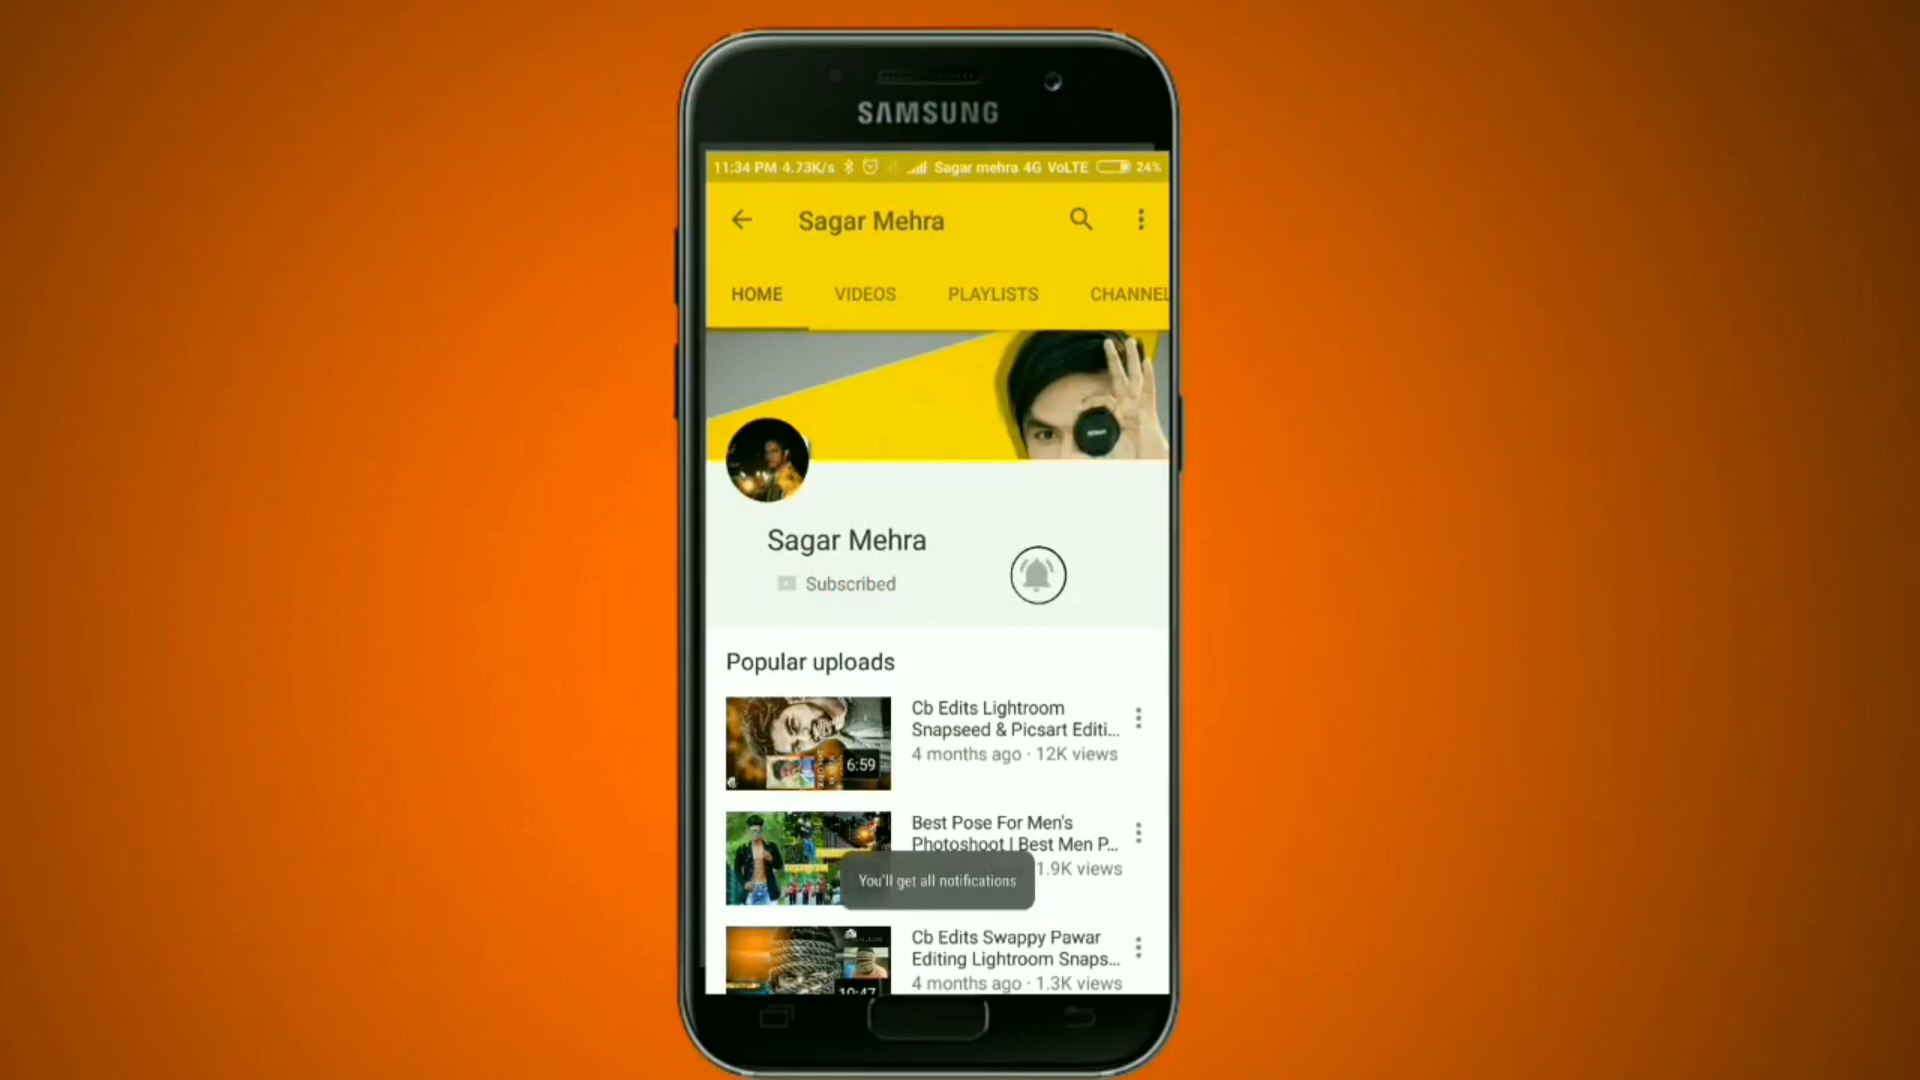 SAMSUNG
11:34 PM 4.73K/s Sagar mehra 4G VoLTE 24%
Sagar Mehra
HOME VIDEOS PLAYLISTS CHANNEL
Sagar Mehra
Subscribed
Popular uploads
Cb Edits Lightroom
Snapseed & Picsart Editi...
4 months ago · 12K views
6:59
Best Pose For Men's
Photoshoot | Best Men P...
1.9K views
You'll get all notifications
Cb Edits Swappy Pawar
Editing Lightroom Snaps...
4 months ago · 1.3K views
10:47